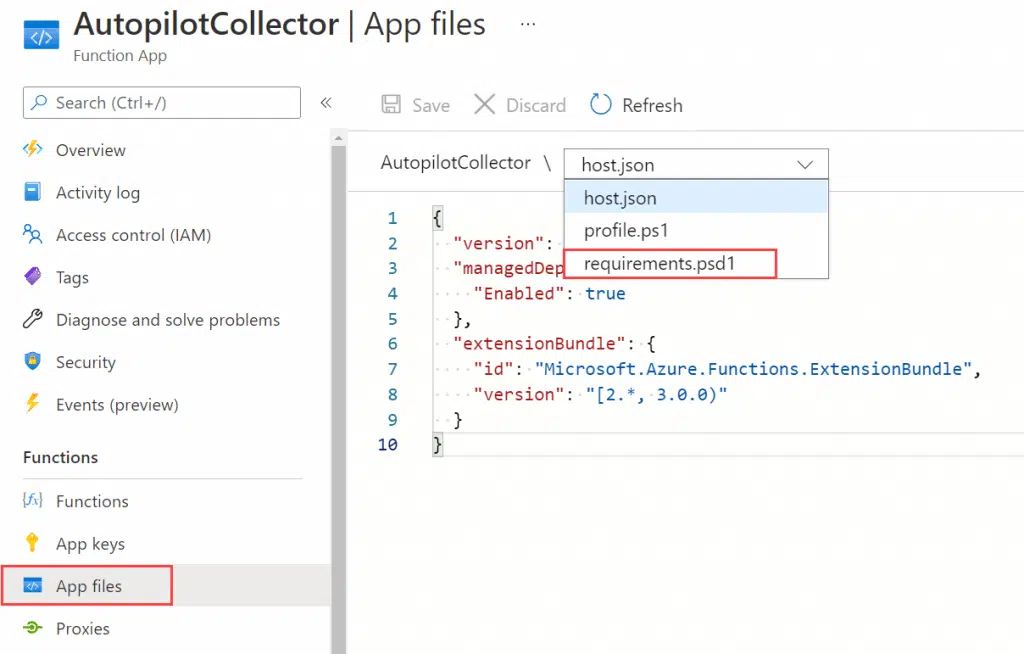 AutopilotCollector | App files ...
Function App
Search (Ctrl+/)
«
Save
Discard
Refresh
Overview
Activity log
Access control (IAM)
Tags
Diagnose and solve problems
Security
Events (preview)
Functions
Functions
App keys
App files
Proxies
AutopilotCollector \ host.json
host.json
profile.ps1
requirements.psd1
1 {
2 "version":
3 "managedDep
4 "Enabled": true
5 },
6 "extensionBundle": {
7 "id": "Microsoft.Azure.Functions.ExtensionBundle",
8 "version": "[2.*, 3.0.0)"
9 }
10 }